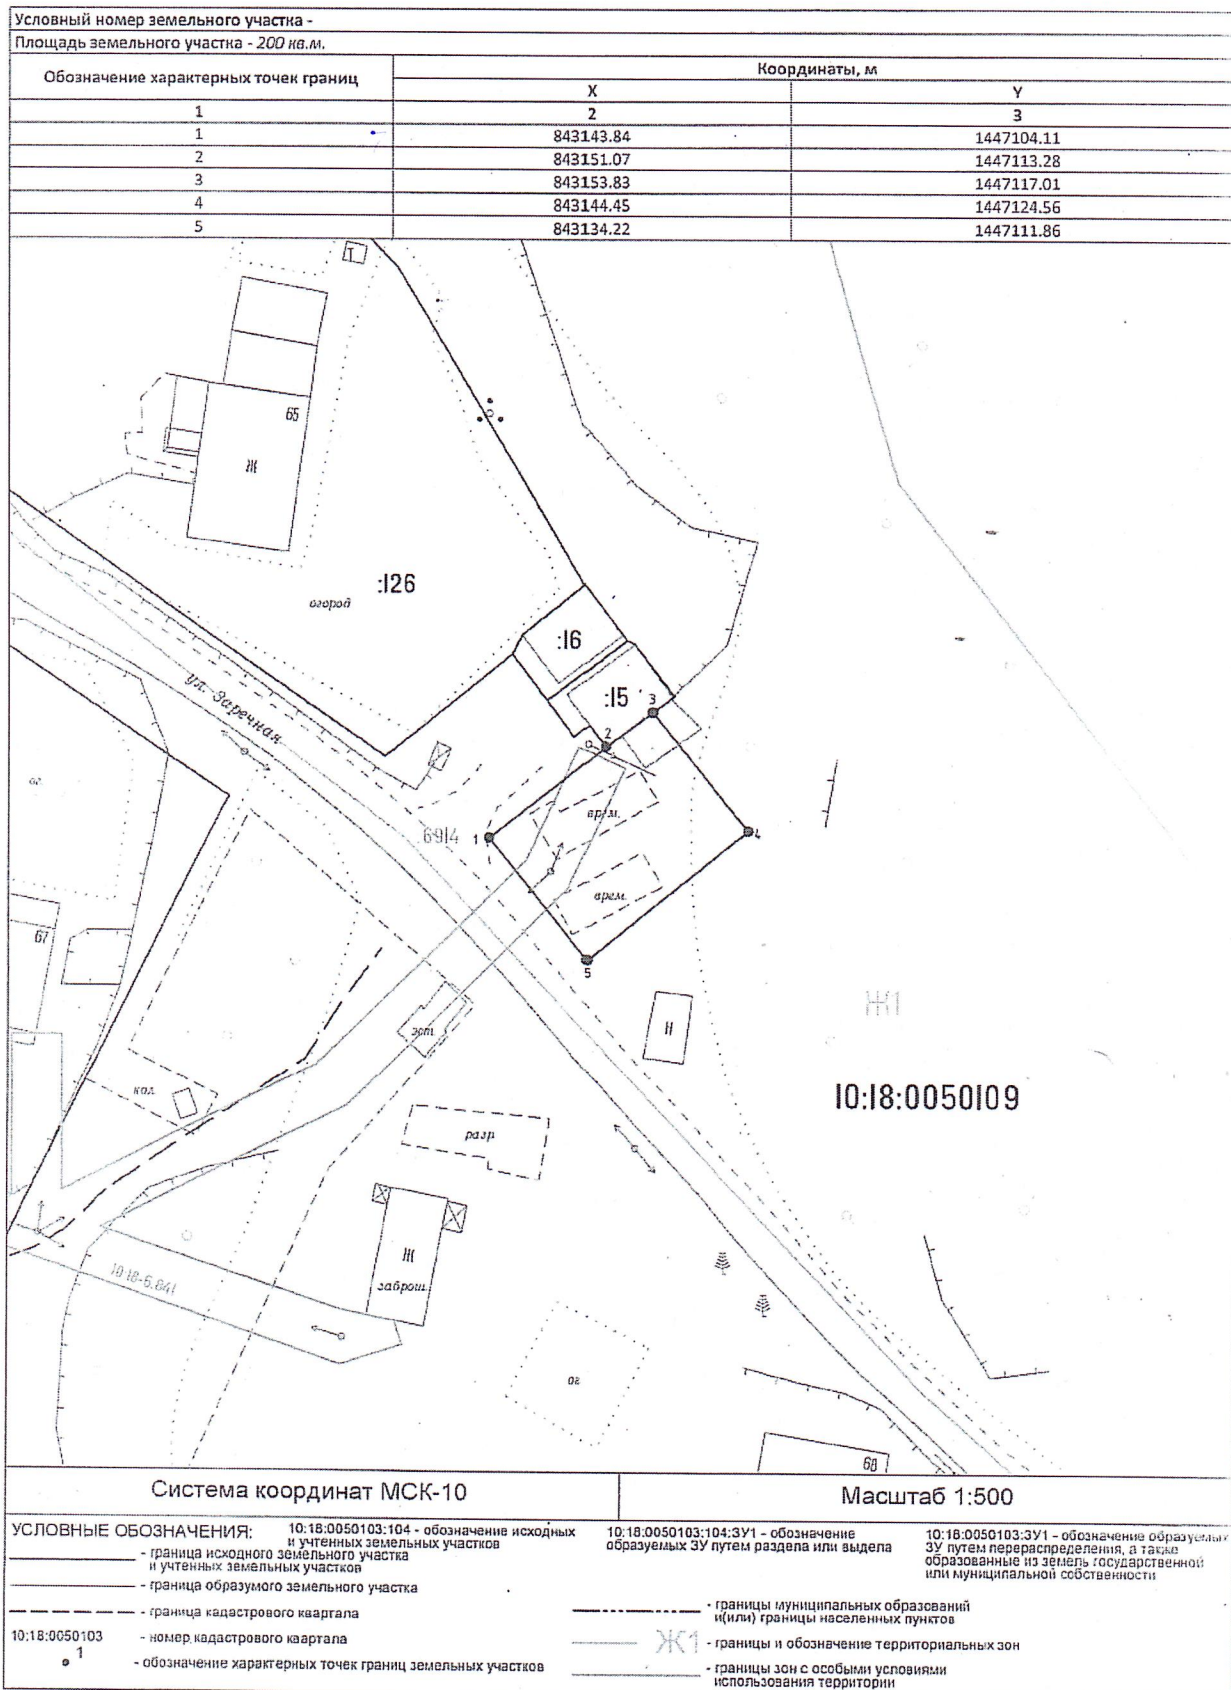 Условный номер земельного участка -
Площадь земельного участка - 200 кв.м.
Обозначение характерных точек границ
Координаты, м
X
Y
1
2
3
1
843143.84
1447104.11
2
843151.07
1447113.28
3
843153.83
1447117.01
4
843144.45
1447124.56
5
843134.22
1447111.86
Т
65
Ж
:126
огород
:16
:15
3
2
ул. Заречная
ог.
врем.
6914
1
4
врем.
67
5
Ж1
Н
эст.
10:18:0050109
кол.
разр.
Ж
заброш.
10:18-6.841
ог
68
Система координат МСК-10
Масштаб 1:500
УСЛОВНЫЕ ОБОЗНАЧЕНИЯ:
10:18:0050103:104 - обозначение исходных
и учтенных земельных участков
10:18:0050103:104:ЗУ1 - обозначение
образуемых ЗУ путем раздела или выдела
10:18:0050103:ЗУ1 - обозначение образуемых
ЗУ путем перераспределения, а также
образованные из земель государственной
или муниципальной собственности
- граница исходного земельного участка
и учтенных земельных участков
- граница образумого земельного участка
- граница кадастрового квартала
- границы муниципальных образований
и(или) границы населенных пунктов
10:18:0050103 - номер кадастрового квартала
Ж1 - границы и обозначение территориальных зон
1 - обозначение характерных точек границ земельных участков
- границы зон с особыми условиями
использования территории